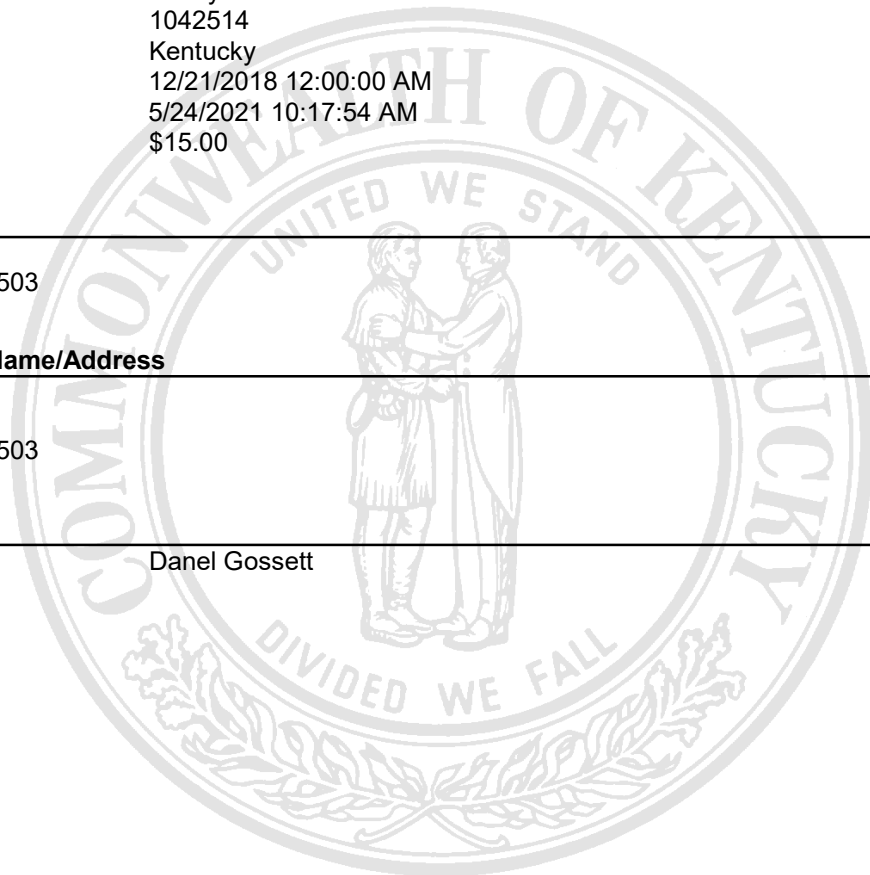 1042514
Kentucky
12/21/2018 12:00:00 AM
5/24/2021 10:17:54 AM
$15.00
503
Name/Address
503
Danel Gossett
COMMONWEALTH OF KENTUCKY
UNITED WE STAND
DIVIDED WE FALL